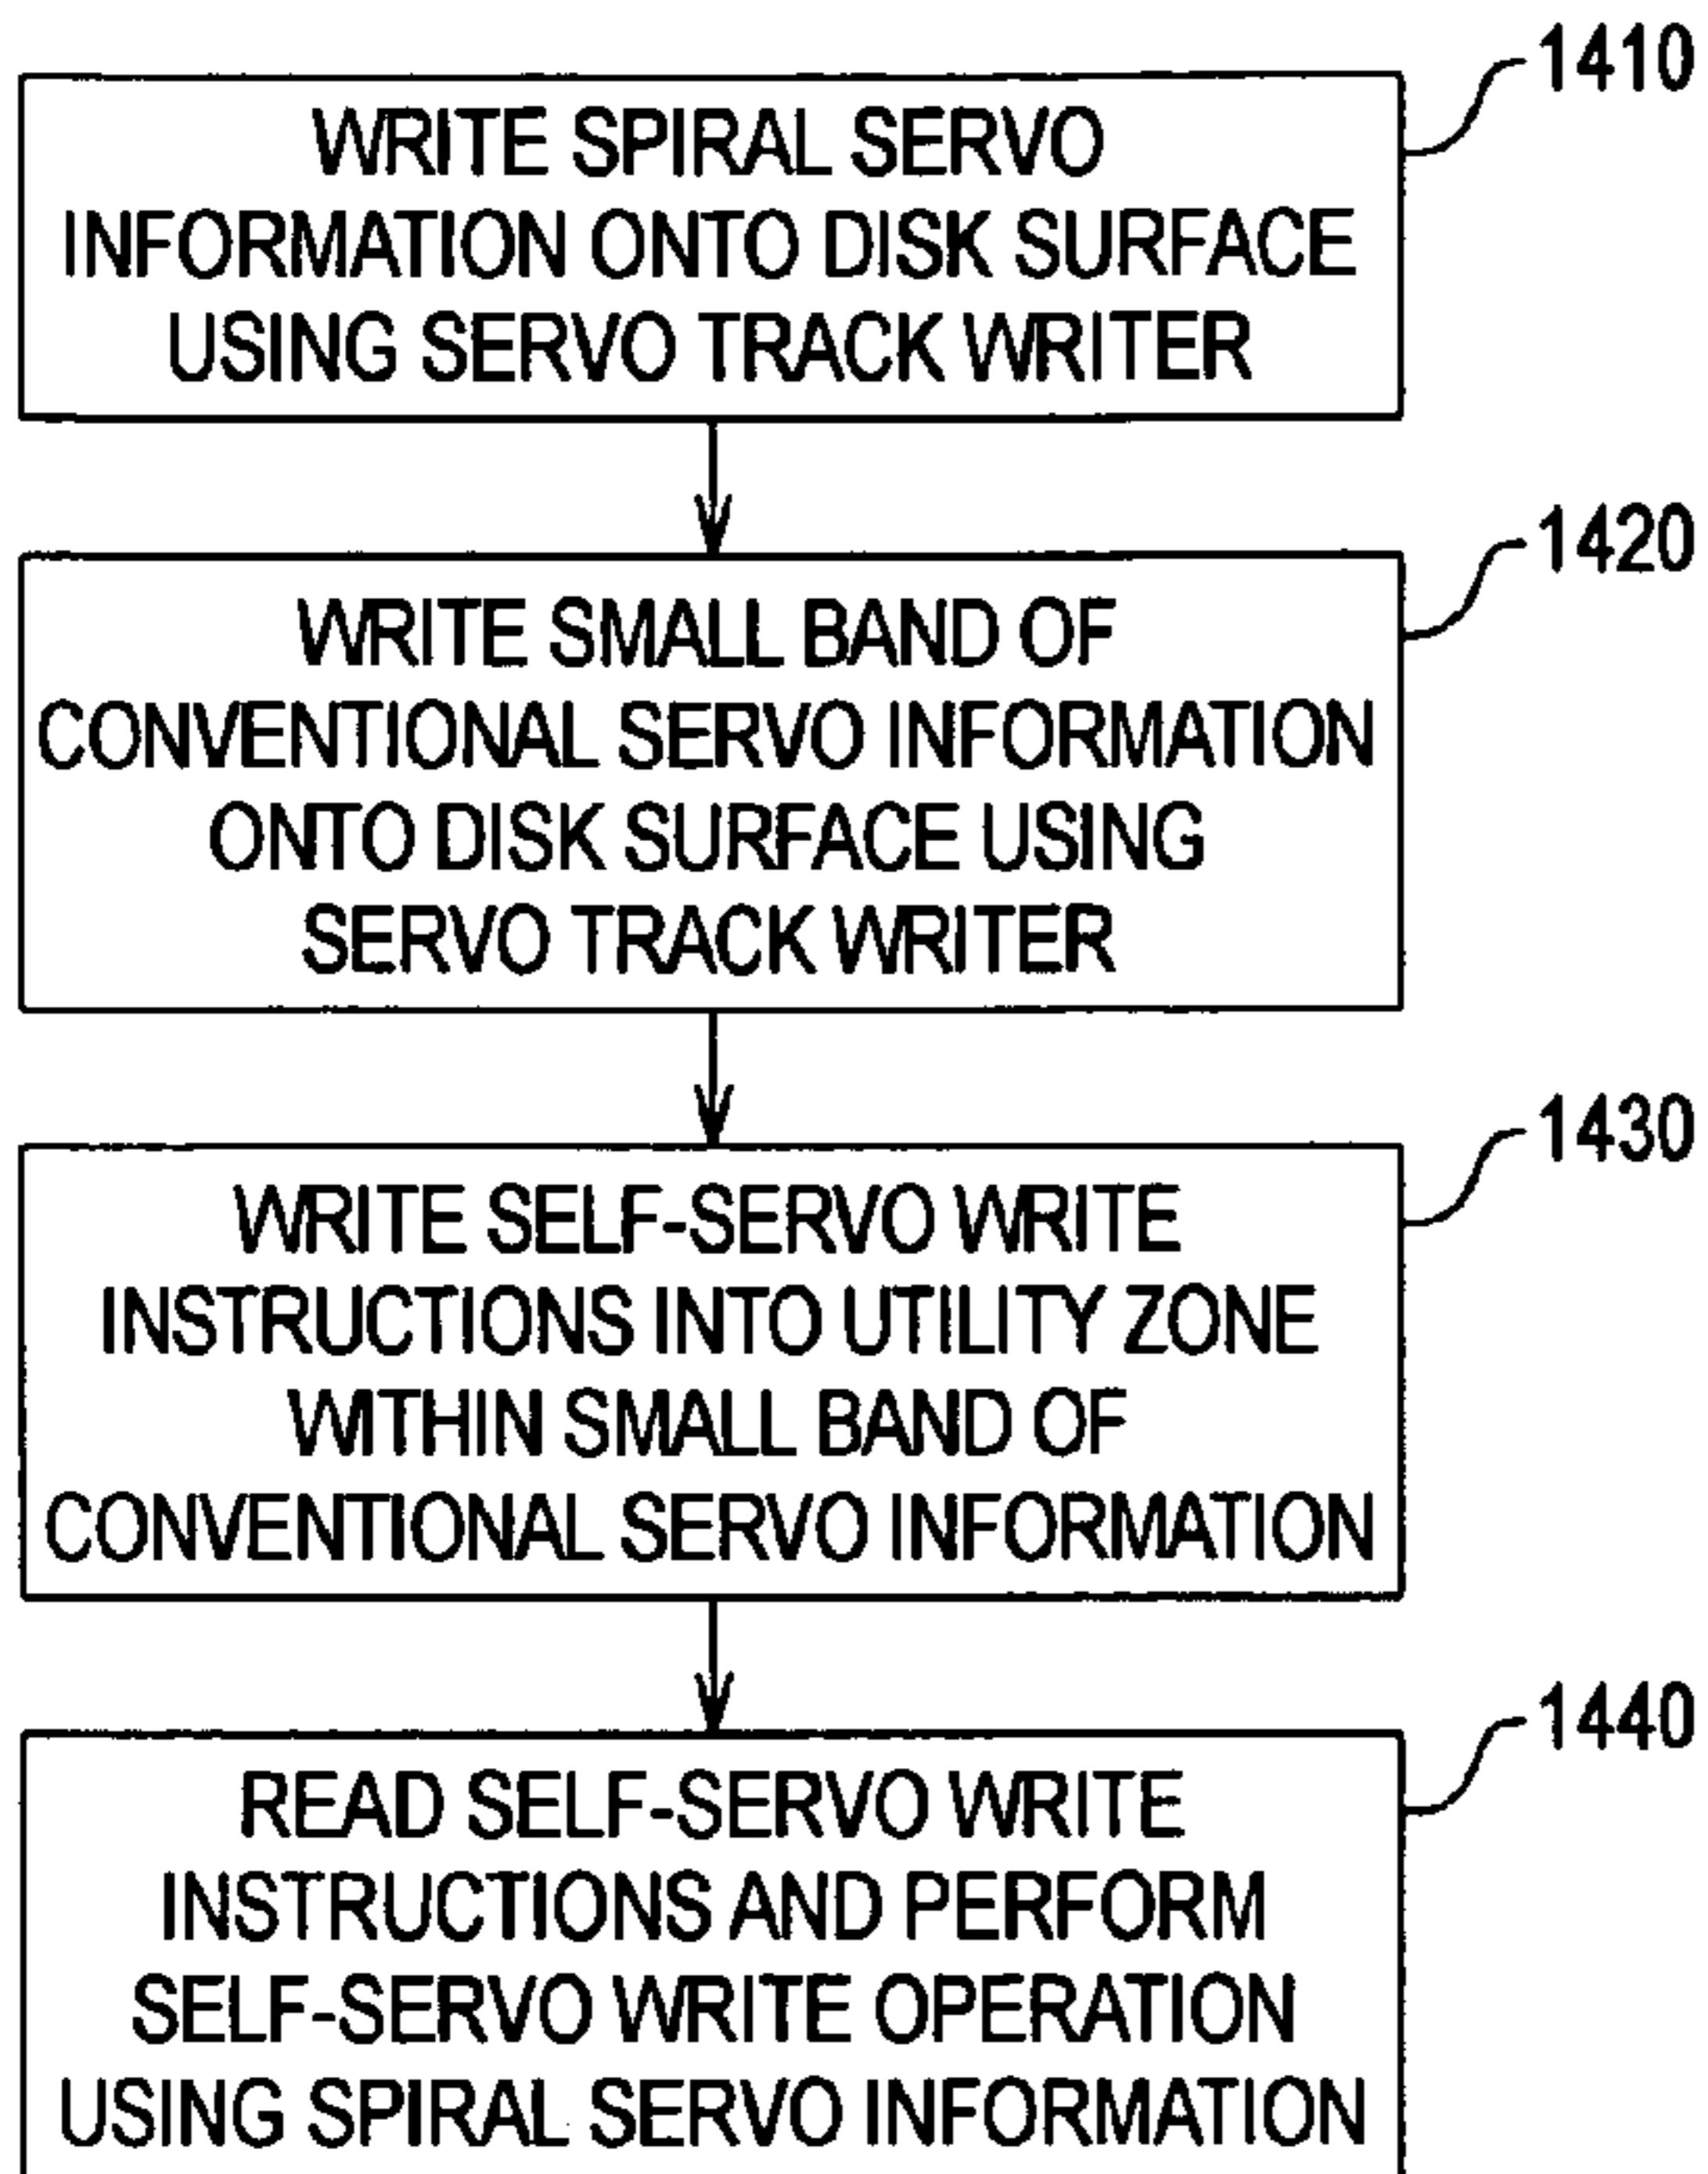 1410
WRITE SPIRAL SERVO
INFORMATION ONTO DISK SURFACE
USING SERVO TRACK WRITER
1420
WRITE SMALL BAND OF
CONVENTIONAL SERVO INFORMATION
ONTO DISK SURFACE USING
SERVO TRACK WRITER
1430
WRITE SELF-SERVO WRITE
INSTRUCTIONS INTO UTILITY ZONE
WITHIN SMALL BAND OF
CONVENTIONAL SERVO INFORMATION
1440
READ SELF-SERVO WRITE
INSTRUCTIONS AND PERFORM
SELF-SERVO WRITE OPERATION
USING SPIRAL SERVO INFORMATION